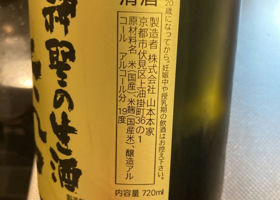 清酒
20歳になってから。妊娠中や授乳期の飲酒はお控え下さい。
製造者 株式会社 山本本家
京都市伏見区上油掛町36の1
原材料名 米(国産)、米麹(国産米)、醸造アル
コール アルコール分 19度
内容量 720ml
神聖の生酒